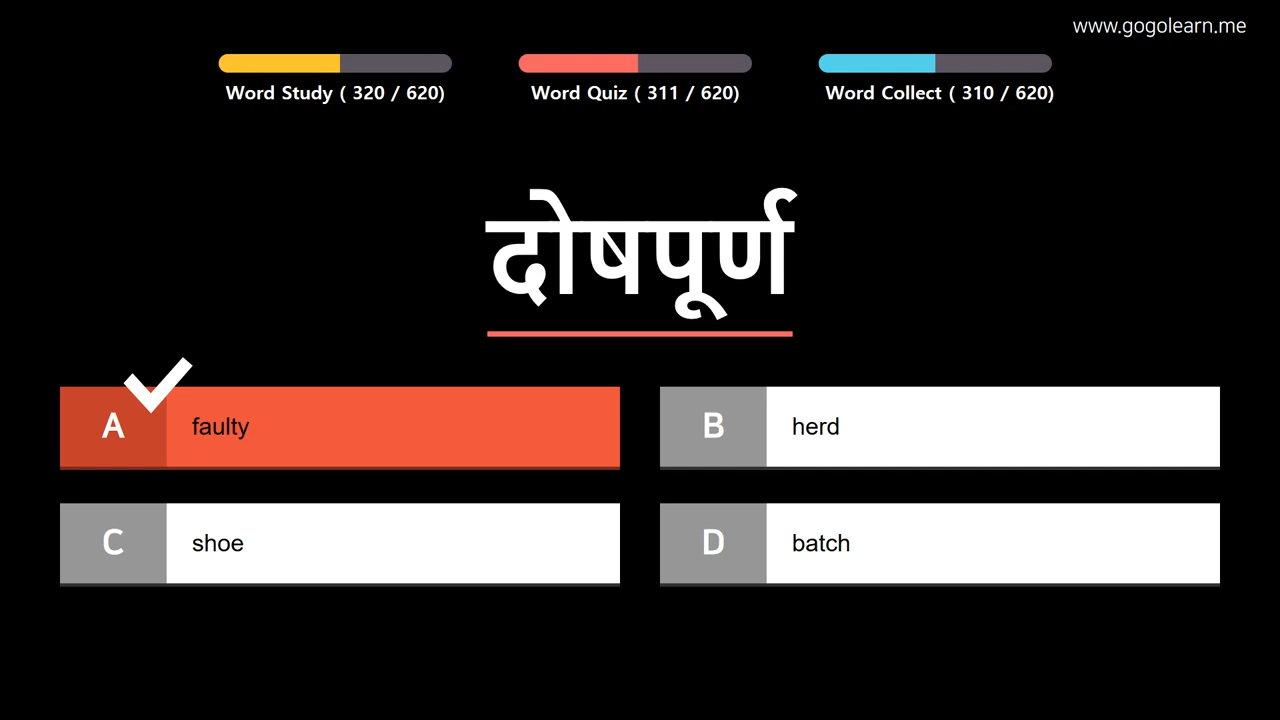 www.gogolearn.me
Word Study ( 320 / 620)
Word Quiz ( 311 / 620)
Word Collect ( 310 / 620)
दोषपूर्ण
A faulty
B herd
C shoe
D batch